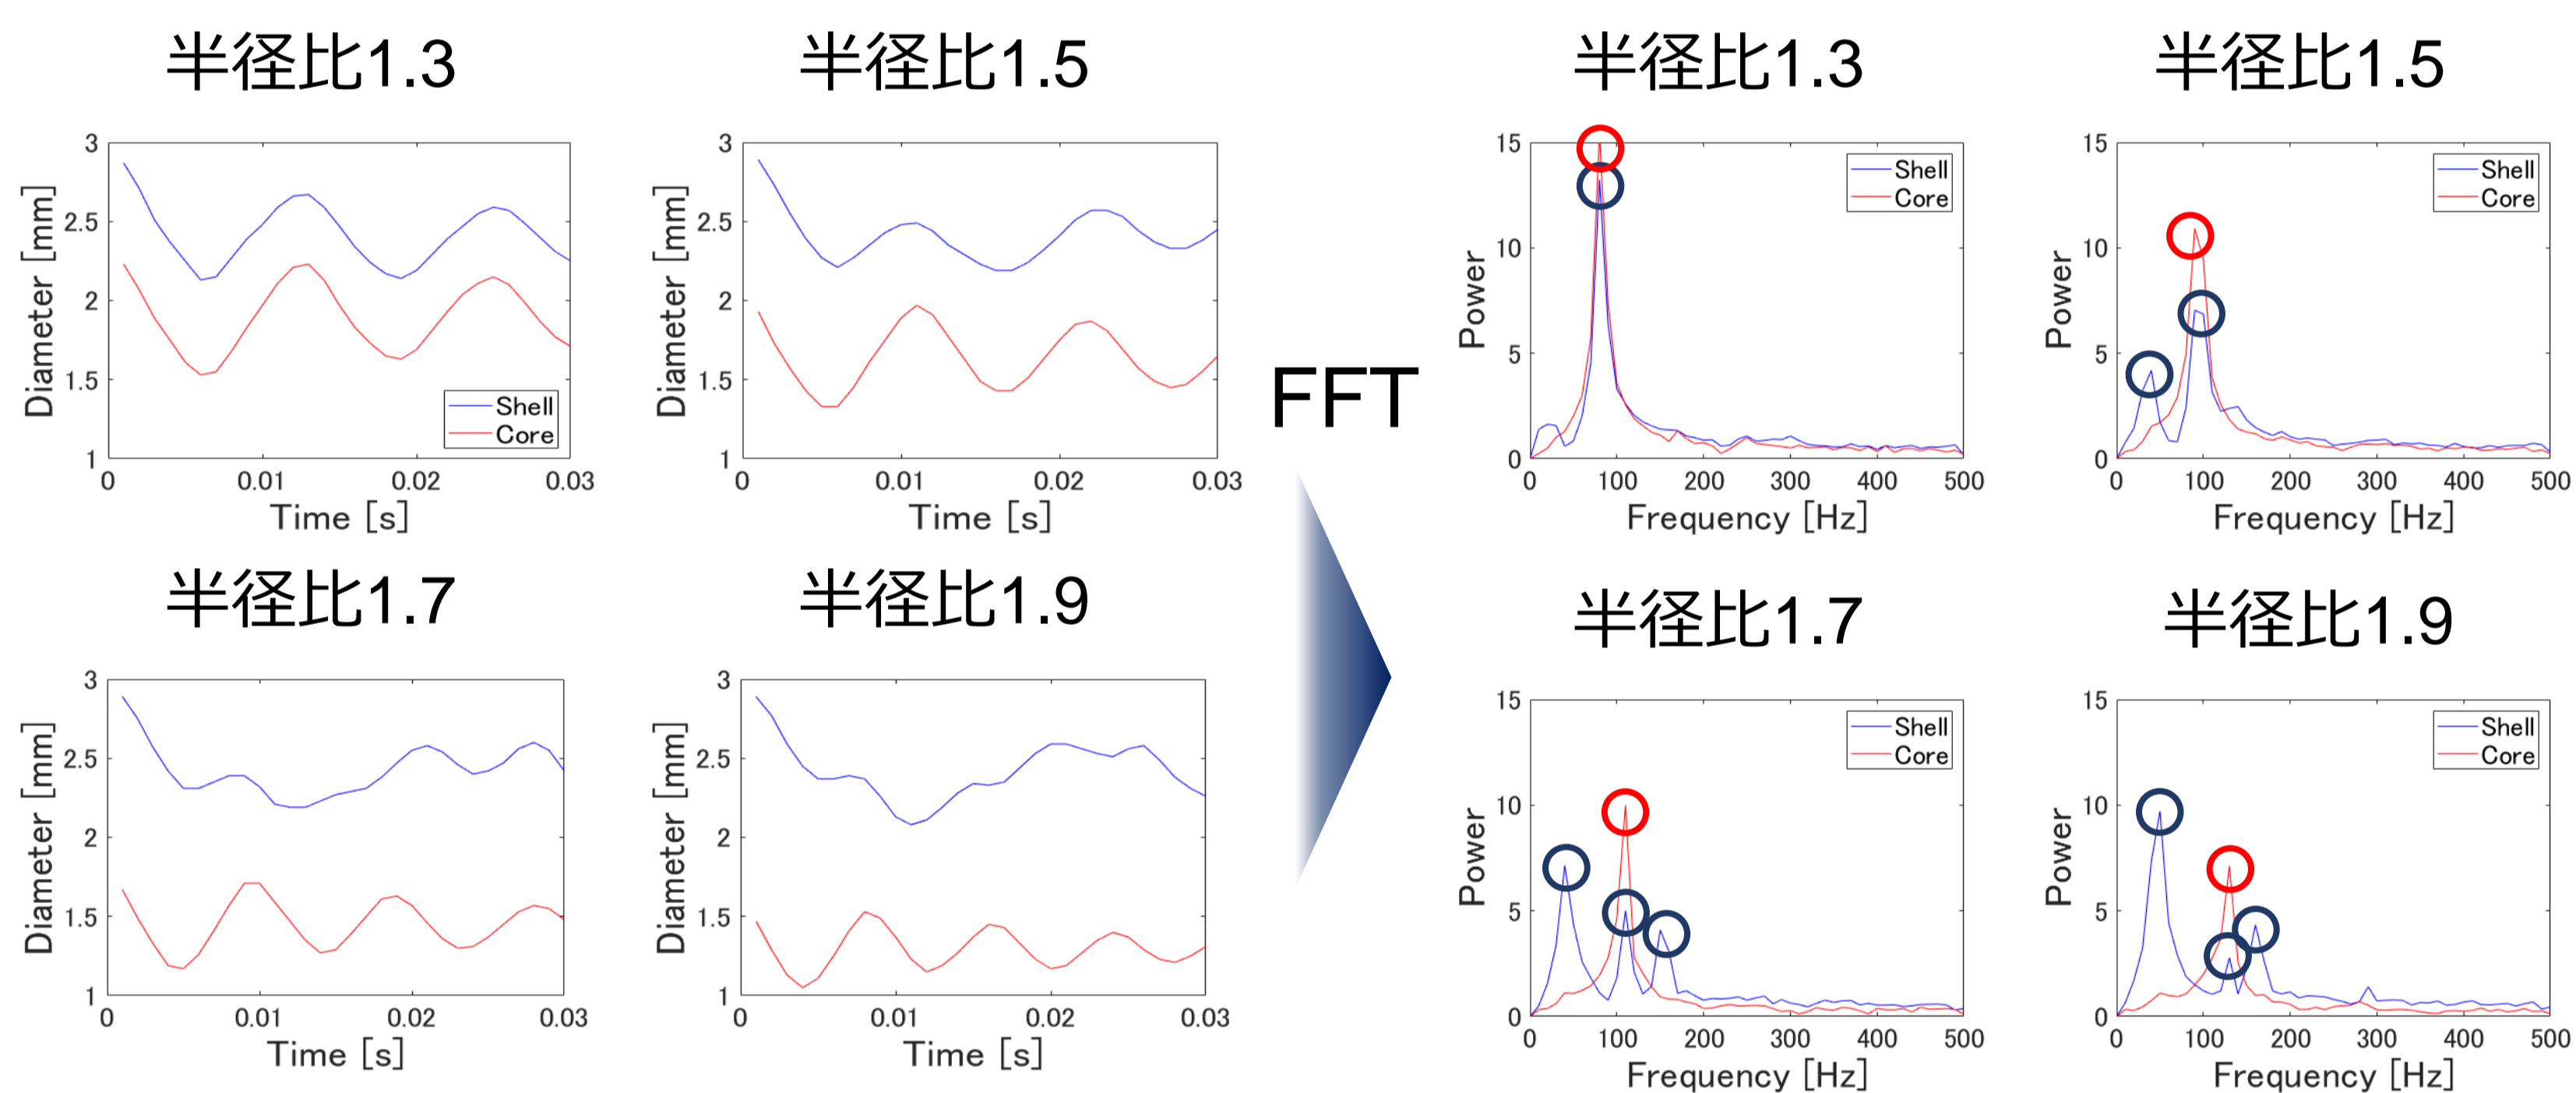 半径比1.3
3
2.5
2
1.5
1
Diameter [mm]
Shell
Core
0 0.01 0.02 0.03
Time [s]
半径比1.5
3
2.5
2
1.5
1
Diameter [mm]
0 0.01 0.02 0.03
Time [s]
半径比1.7
3
2.5
2
1.5
1
Diameter [mm]
0 0.01 0.02 0.03
Time [s]
半径比1.9
3
2.5
2
1.5
1
Diameter [mm]
0 0.01 0.02 0.03
Time [s]
FFT
半径比1.3
15
10
5
0
Power
Shell
Core
0 100 200 300 400 500
Frequency [Hz]
半径比1.5
15
10
5
0
Power
Shell
Core
0 100 200 300 400 500
Frequency [Hz]
半径比1.7
15
10
5
0
Power
Shell
Core
0 100 200 300 400 500
Frequency [Hz]
半径比1.9
15
10
5
0
Power
Shell
Core
0 100 200 300 400 500
Frequency [Hz]